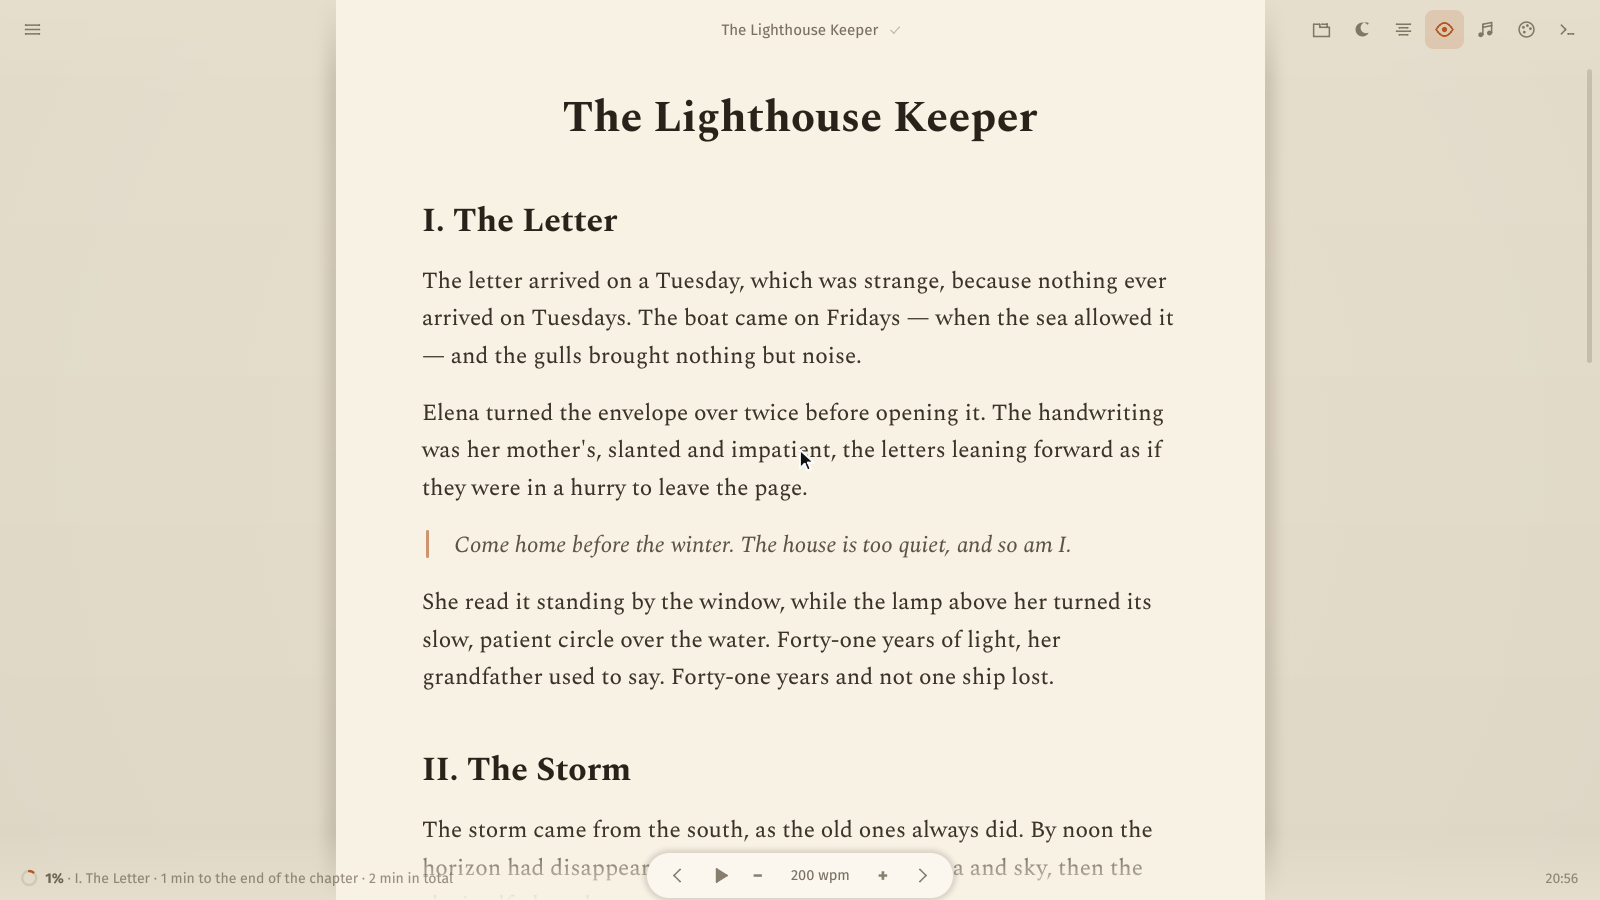 The Lighthouse Keeper
The Lighthouse Keeper
I. The Letter
The letter arrived on a Tuesday, which was strange, because nothing ever
arrived on Tuesdays. The boat came on Fridays — when the sea allowed it
— and the gulls brought nothing but noise.
Elena turned the envelope over twice before opening it. The handwriting
was her mother's, slanted and impatient, the letters leaning forward as if
they were in a hurry to leave the page.
Come home before the winter. The house is too quiet, and so am I.
She read it standing by the window, while the lamp above her turned its
slow, patient circle over the water. Forty-one years of light, her
grandfather used to say. Forty-one years and not one ship lost.
II. The Storm
The storm came from the south, as the old ones always did. By noon the
horizon had disappear a and sky, then the
1% · I. The Letter · 1 min to the end of the chapter · 2 min in total
200 wpm
20:56